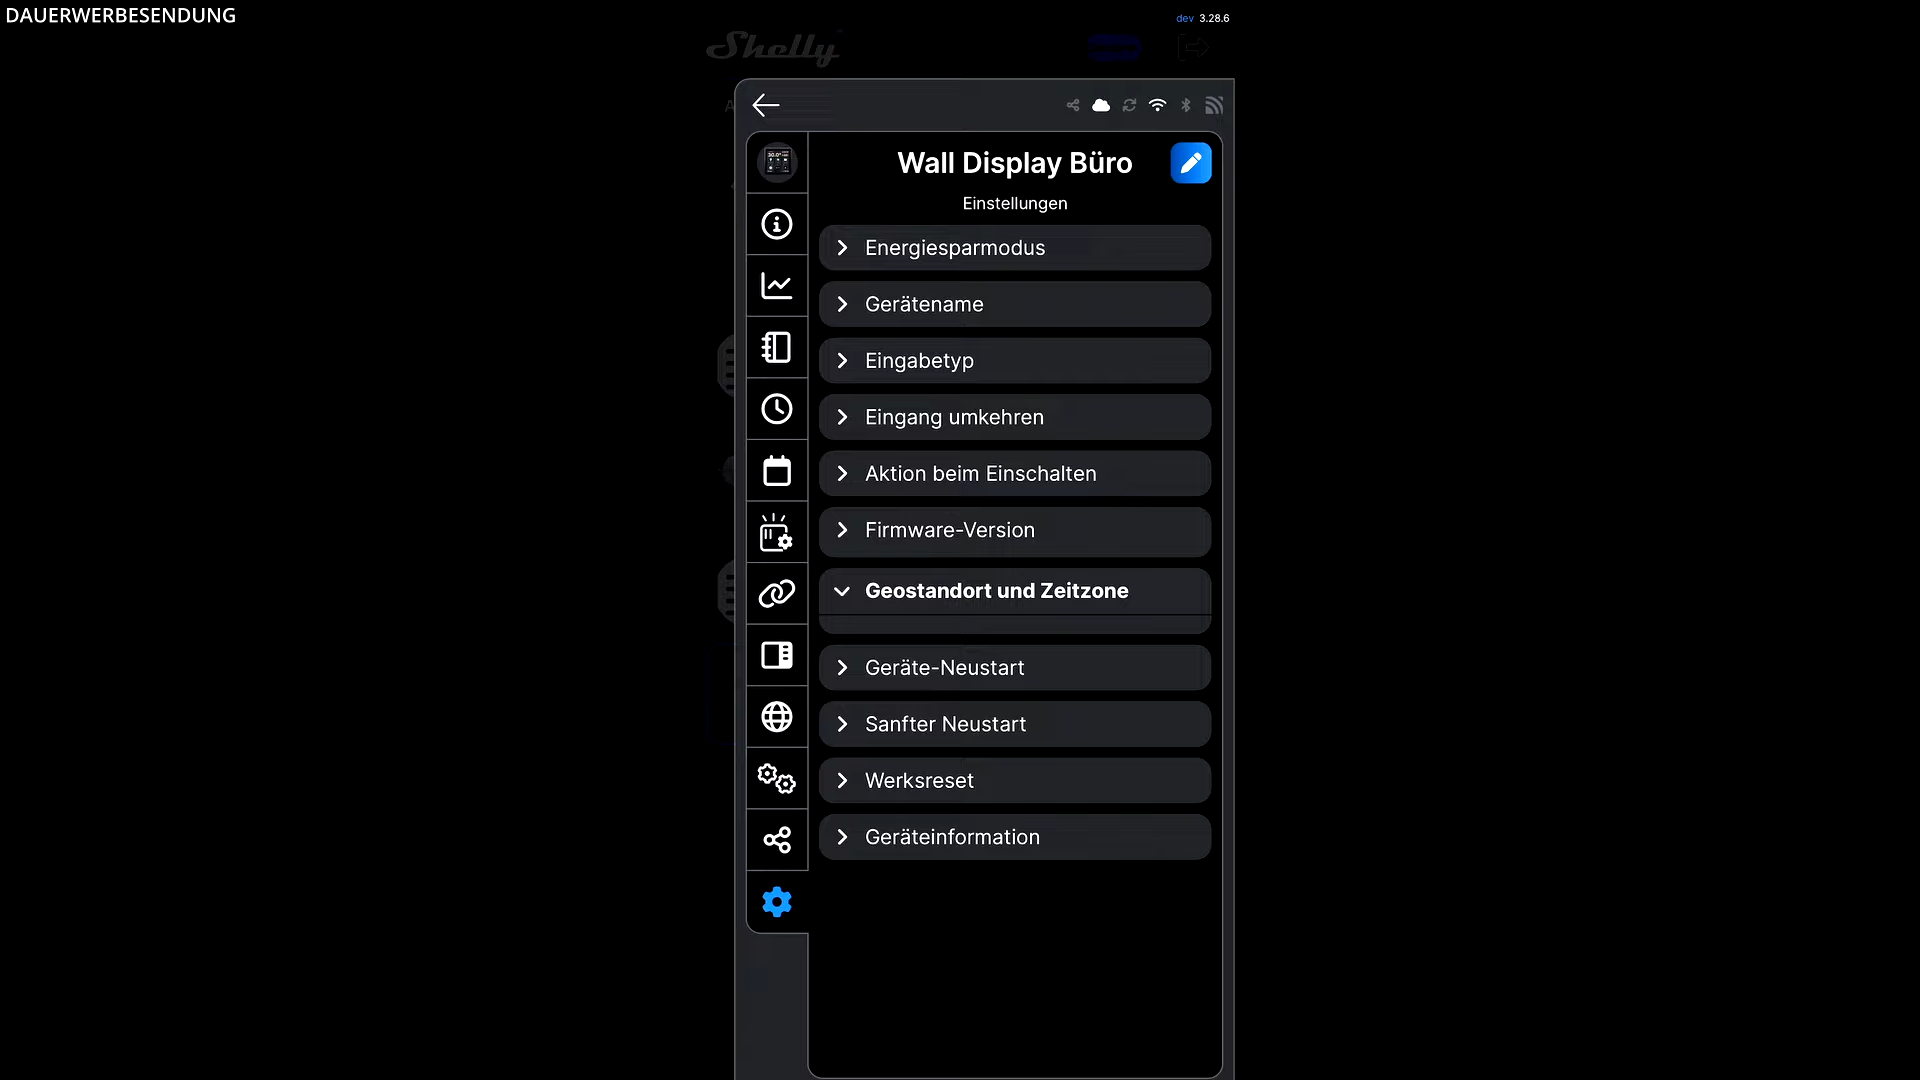 DAUERWERBESENDUNG
dev 3.28.6
Shelly
Wall Display Büro
Einstellungen
Energiesparmodus
Gerätename
Eingabetyp
Eingang umkehren
Aktion beim Einschalten
Firmware-Version
Geostandort und Zeitzone
Geräte-Neustart
Sanfter Neustart
Werksreset
Geräteinformation